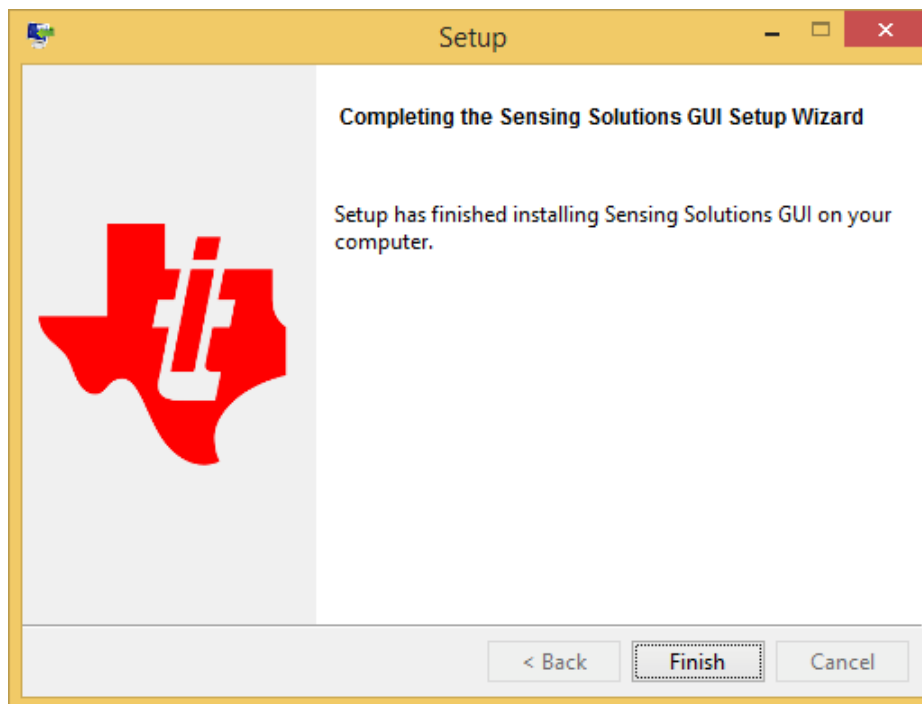 Setup
Completing the Sensing Solutions GUI Setup Wizard
Setup has finished installing Sensing Solutions GUI on your
computer.
ti
< Back
Finish
Cancel